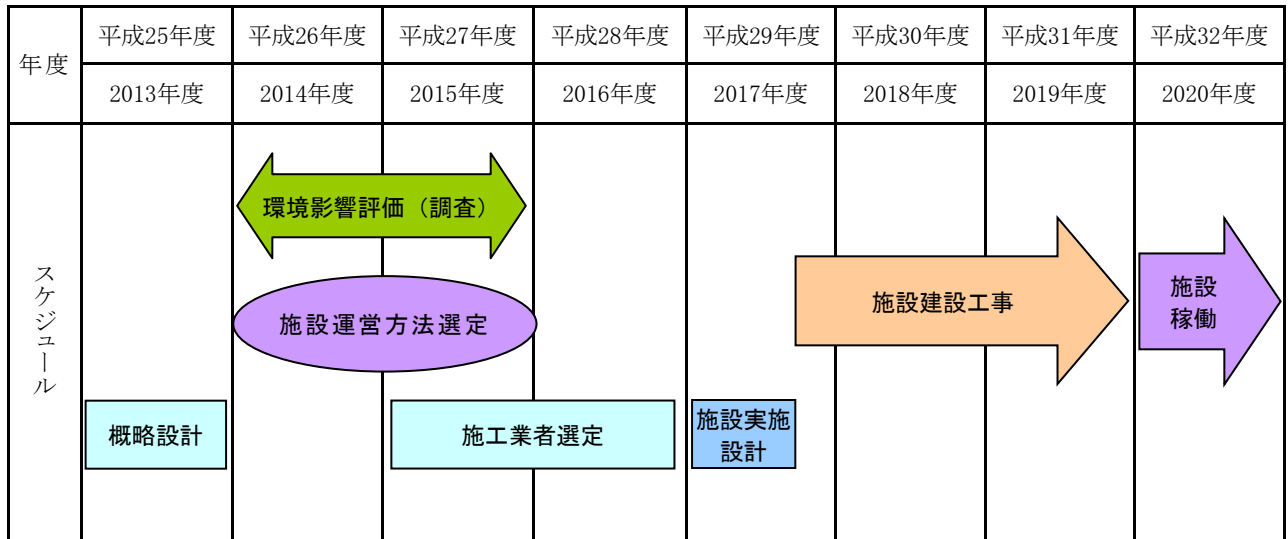 年度
平成25年度 平成26年度 平成27年度 平成28年度 平成29年度 平成30年度 平成31年度 平成32年度
2013年度 2014年度 2015年度 2016年度 2017年度 2018年度 2019年度 2020年度
スケジュール
環境影響評価（調査）
施設運営方法選定
施設建設工事
施設
稼働
概略設計
施工業者選定
施設実施
設計